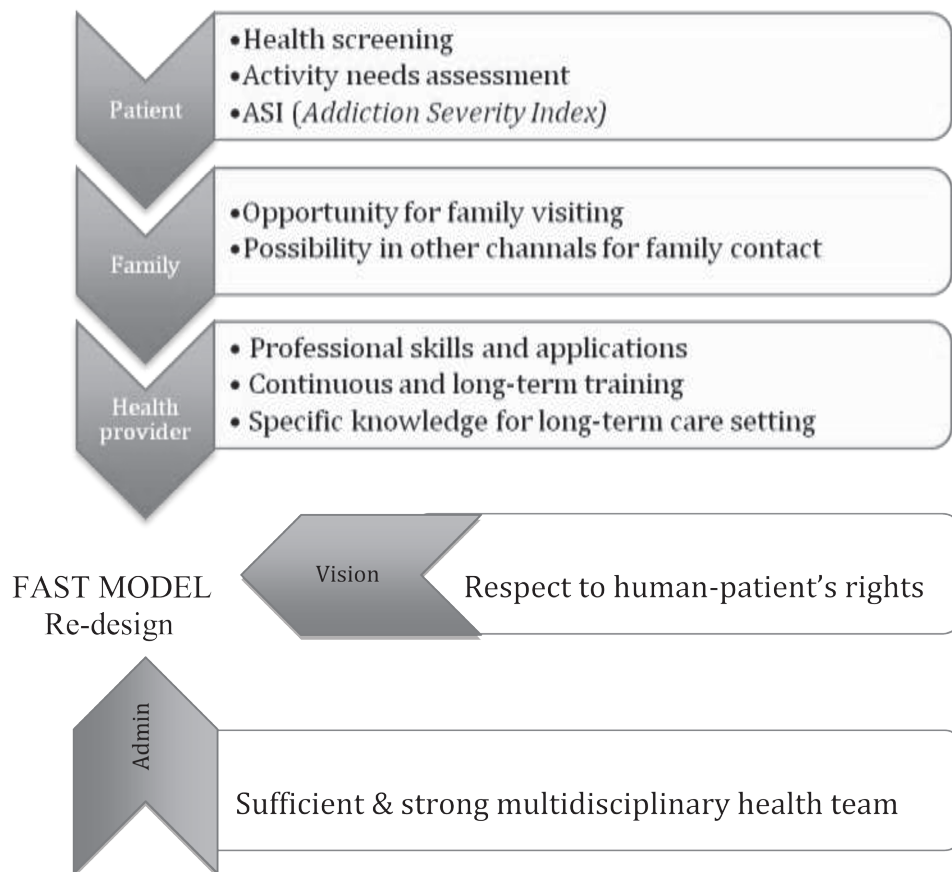 Patient
•Health screening
•Activity needs assessment
•ASI (Addiction Severity Index)
Family
•Opportunity for family visiting
•Possibility in other channels for family contact
Health
provider
• Professional skills and applications
• Continuous and long-term training
• Specific knowledge for long-term care setting
FAST MODEL
Re-design
Vision
Respect to human-patient’s rights
Admin
Sufficient & strong multidisciplinary health team